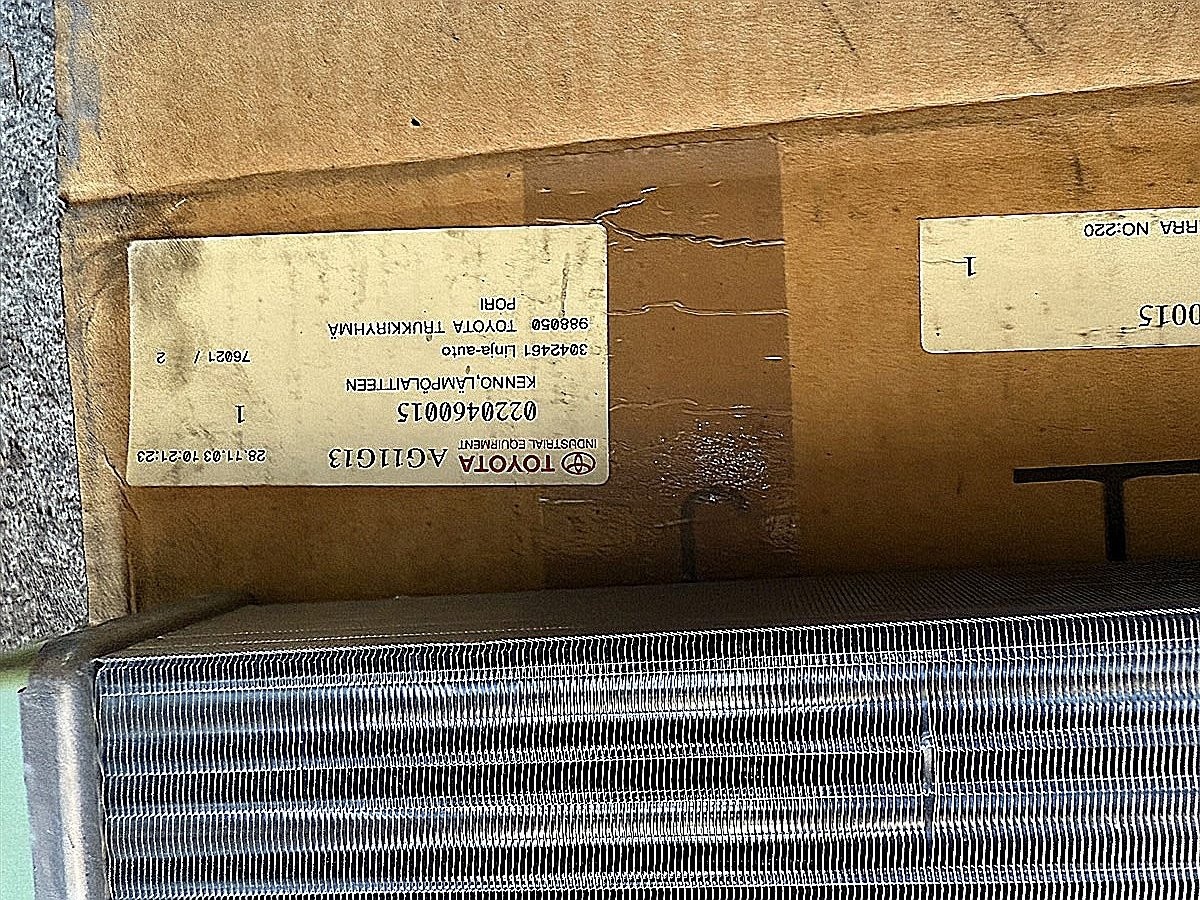 TOYOTA AG11G13 28.11.03 10:21:23
INDUSTRIAL EQUIPMENT
0220460015 1
KENNO,LÄMPÖLAITTEEN
3042461 Linja-auto 76021 / 2
988050 TOYOTA TRUKKIRYHMÄ
PORI
0015
1
RRA NO:220